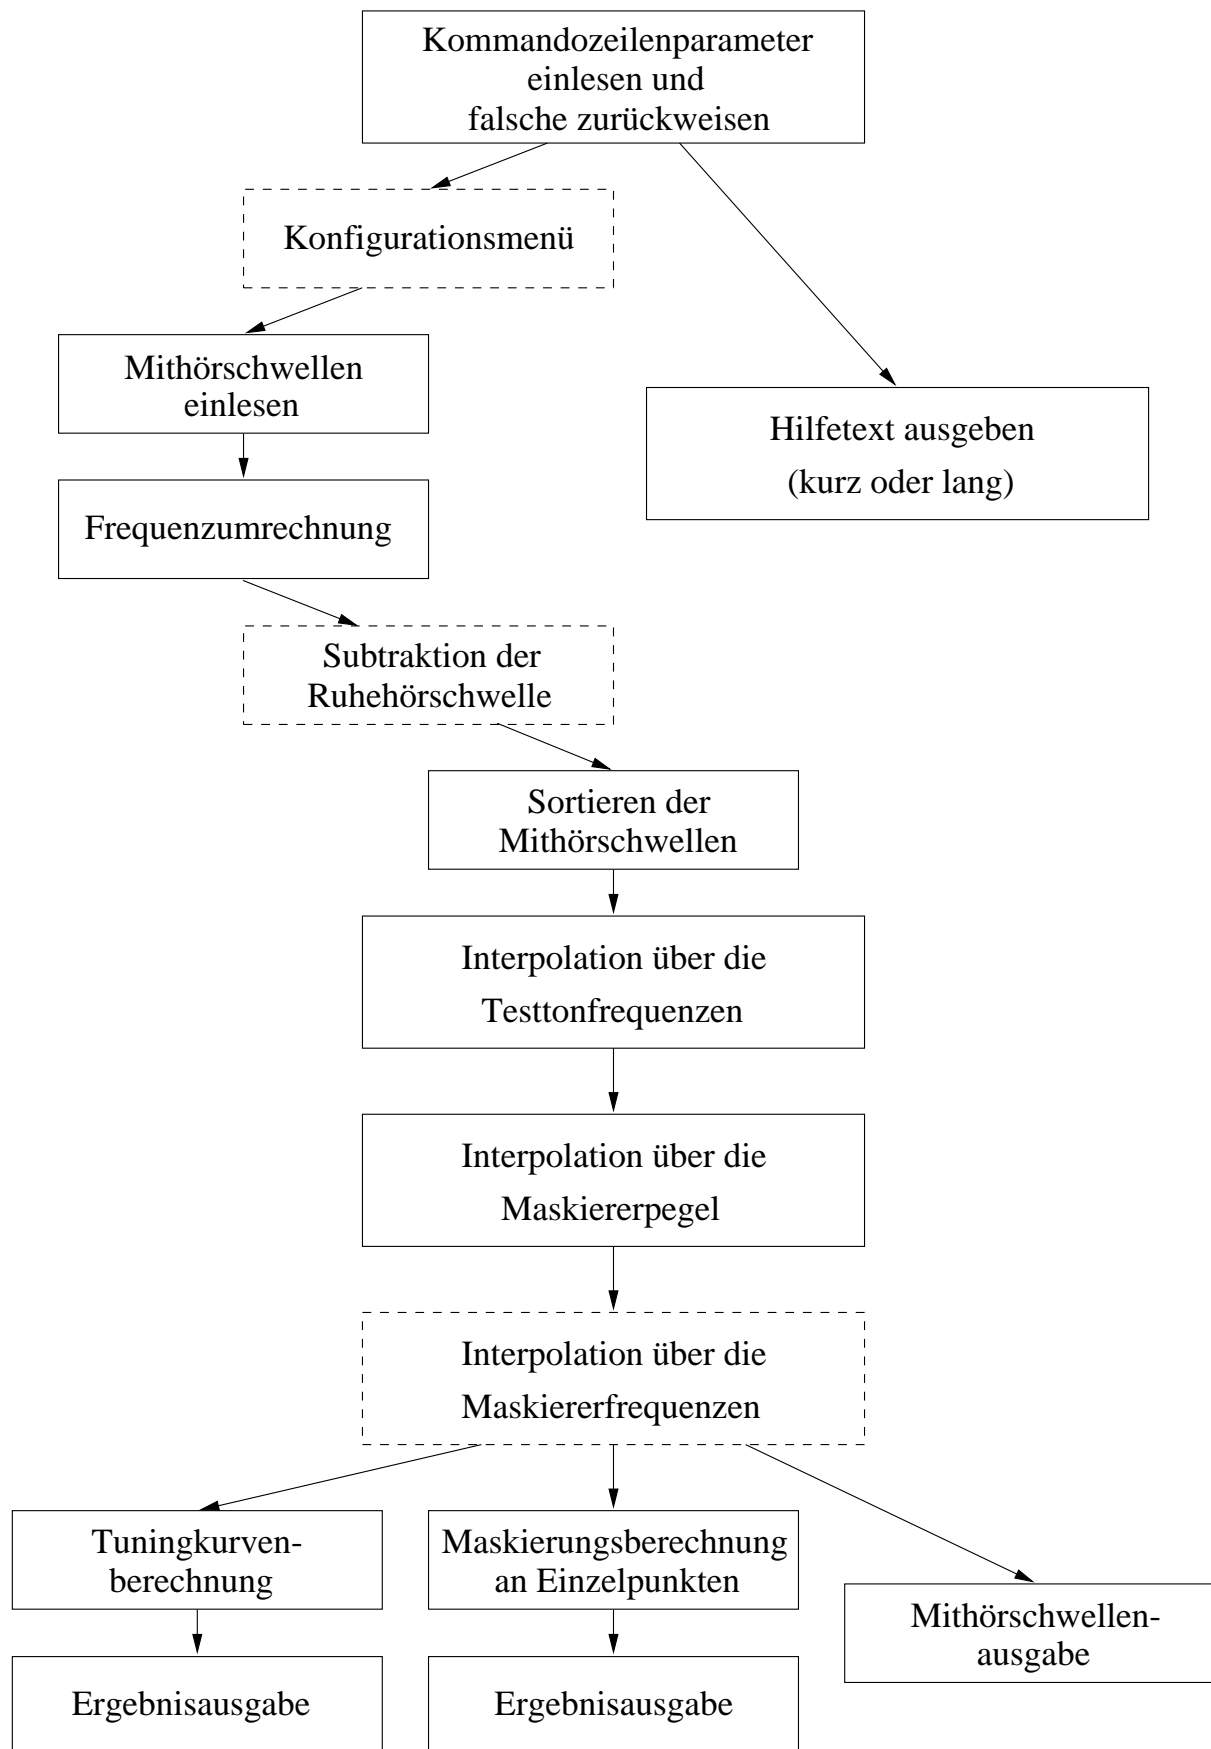 Kommandozeilenparameter
einlesen und
falsche zurückweisen
Konfigurationsmenü
Mithörschwellen
einlesen
Hilfetext ausgeben
(kurz oder lang)
Frequenzumrechnung
Subtraktion der
Ruhehörschwelle
Sortieren der
Mithörschwellen
Interpolation über die
Testtonfrequenzen
Interpolation über die
Maskiererpegel
Interpolation über die
Maskiererfrequenzen
Tuningkurven-
berechnung
Maskierungsberechnung
an Einzelpunkten
Mithörschwellen-
ausgabe
Ergebnisausgabe
Ergebnisausgabe